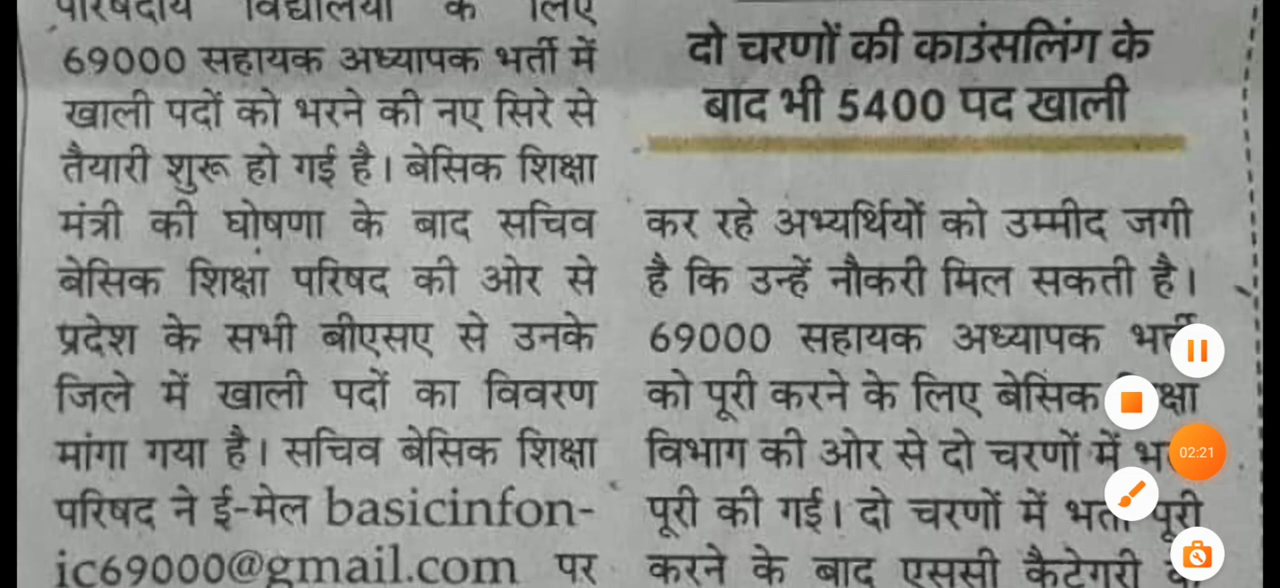 परिषदीय विद्यालयों के लिए
69000 सहायक अध्यापक भर्ती में
खाली पदों को भरने की नए सिरे से
तैयारी शुरू हो गई है। बेसिक शिक्षा
मंत्री की घोषणा के बाद सचिव
बेसिक शिक्षा परिषद की ओर से
प्रदेश के सभी बीएसए से उनके
जिले में खाली पदों का विवरण
मांगा गया है। सचिव बेसिक शिक्षा
परिषद ने ई-मेल basicinfon-
ic69000@gmail.com पर
दो चरणों की काउंसलिंग के
बाद भी 5400 पद खाली
कर रहे अभ्यर्थियों को उम्मीद जगी
है कि उन्हें नौकरी मिल सकती है।
69000 सहायक अध्यापक भर्ती
को पूरी करने के लिए बेसिक शिक्षा
विभाग की ओर से दो चरणों में
पूरी की गई। दो चरणों में भर्ती पूरी
करने के बाद एससी कैटेगरी
02:21